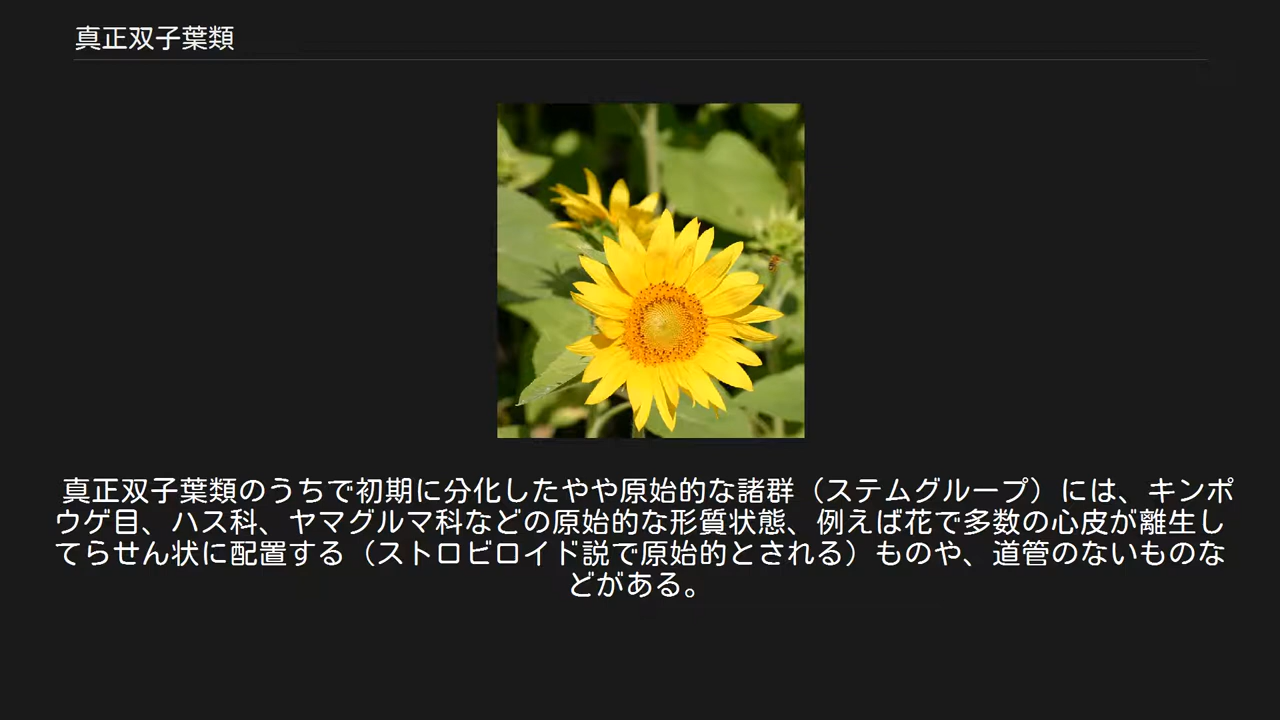 真正双子葉類
真正双子葉類のうちで初期に分化したやや原始的な諸群（ステムグループ）には、キンポ
ウゲ目、ハス科、ヤマグルマ科などの原始的な形質状態、例えば花で多数の心皮が離生し
てらせん状に配置する（ストロビロイド説で原始的とされる）ものや、道管のないものな
どがある。